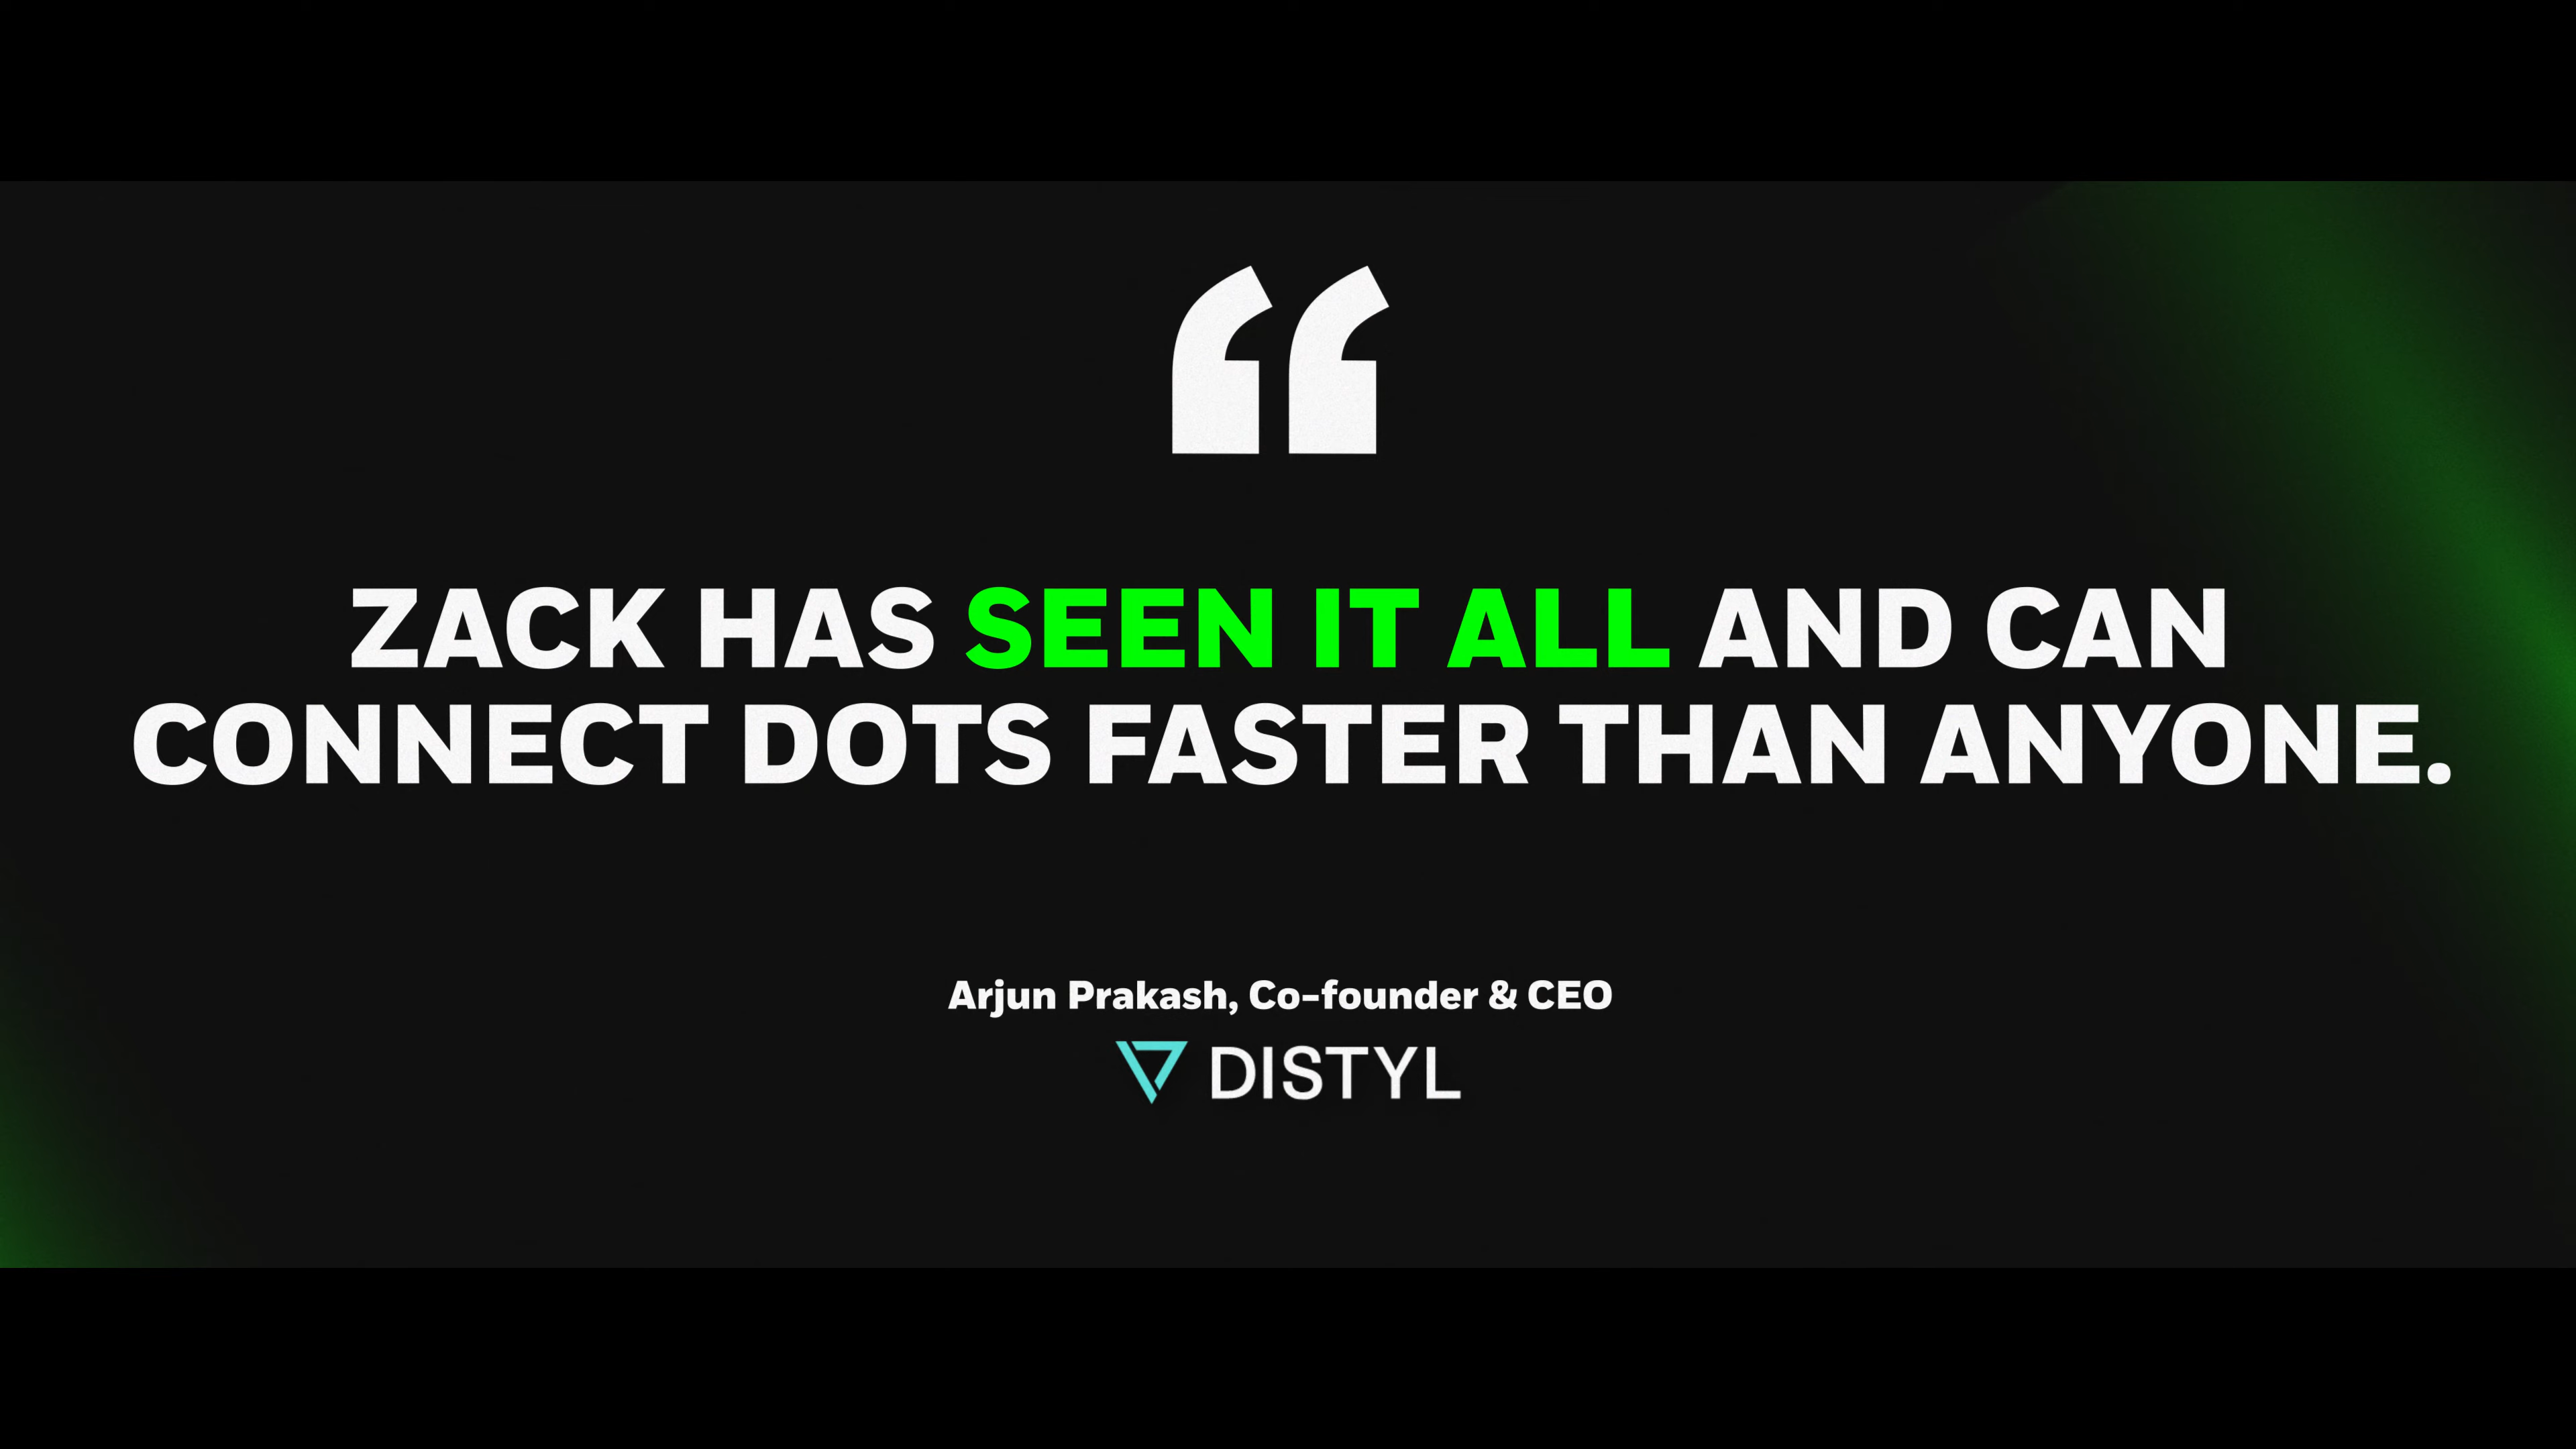 “
ZACK HAS SEEN IT ALL AND CAN
CONNECT DOTS FASTER THAN ANYONE.
Arjun Prakash, Co-founder & CEO
DISTYL